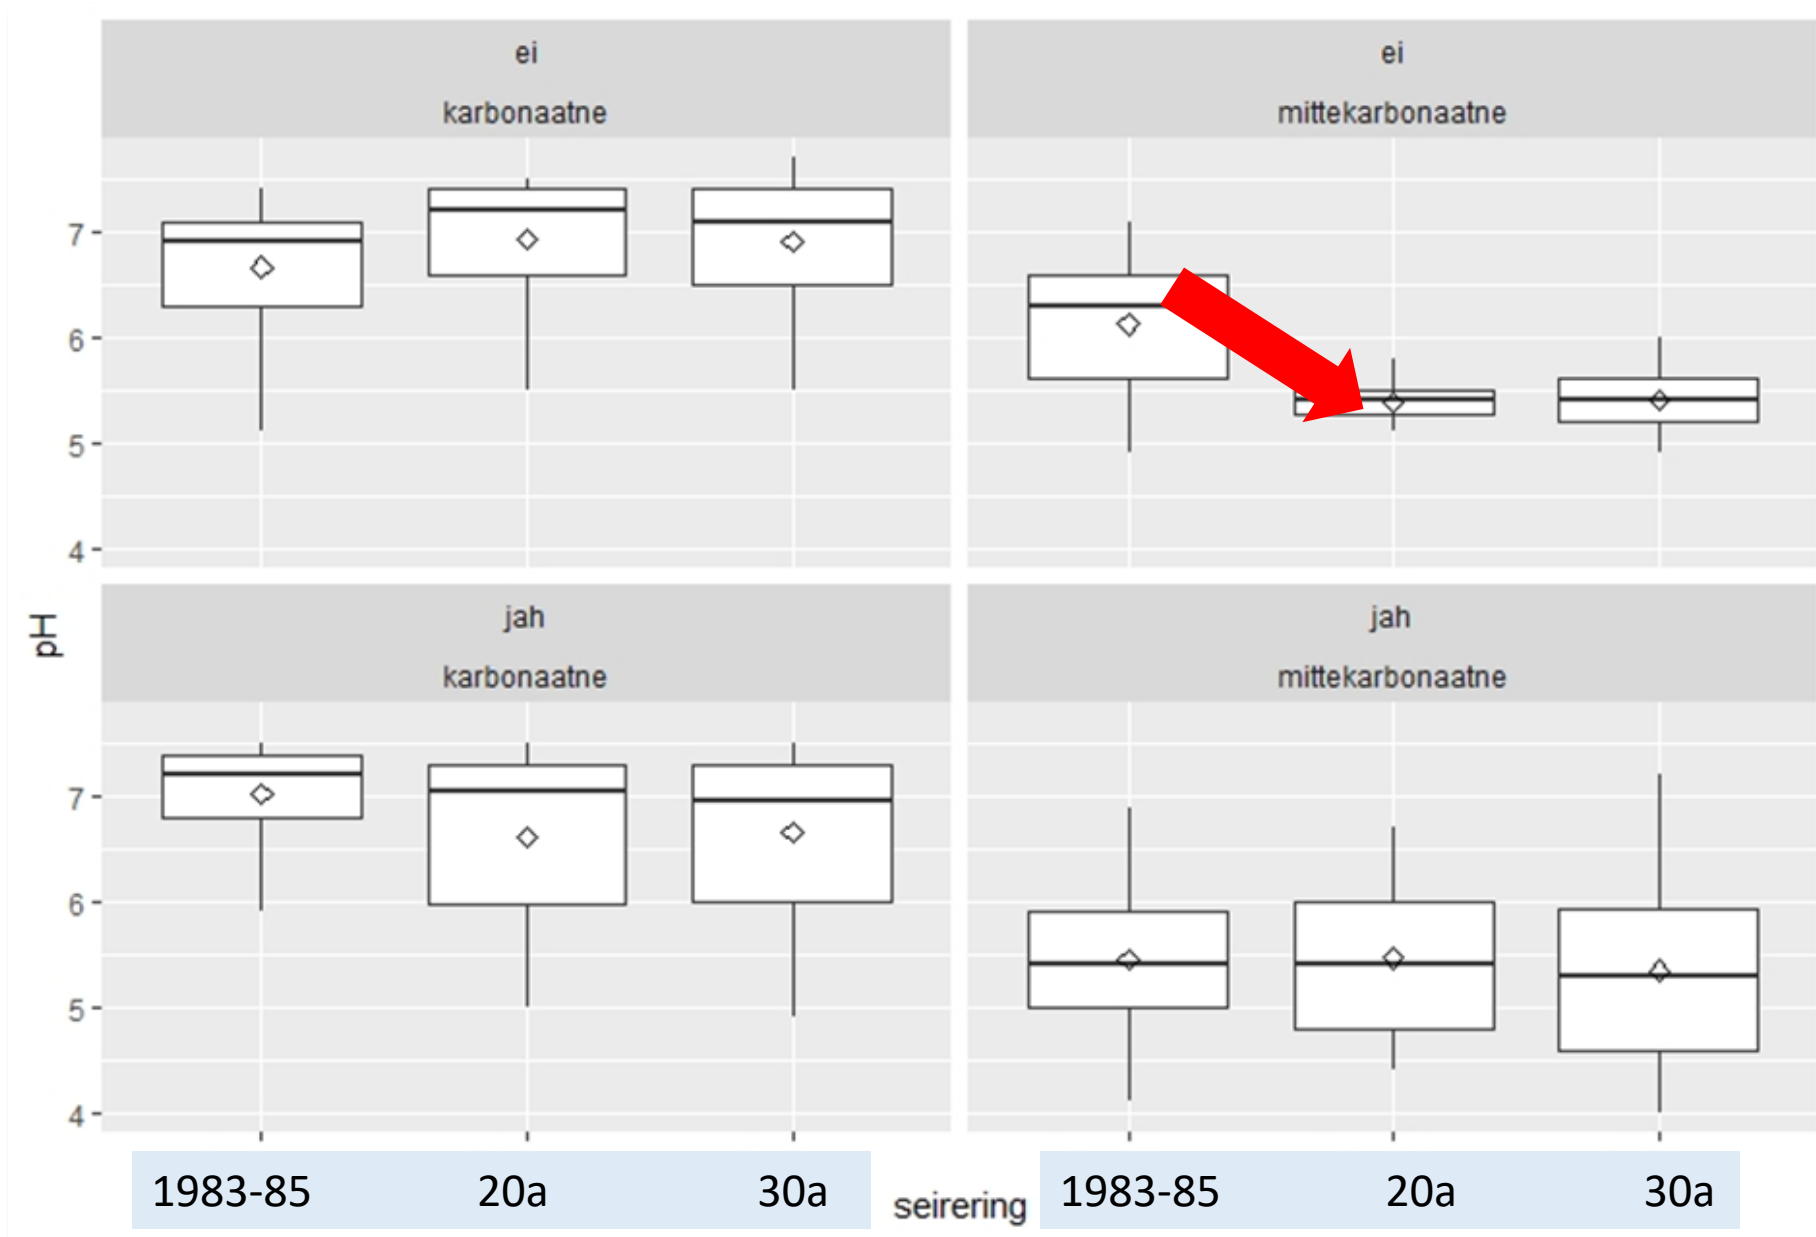 ei
karbonaatne
ei
mittekarbonaatne
7
6
5
4
pH
jah
karbonaatne
jah
mittekarbonaatne
7
6
5
4
1983-85 20a 30a seirering 1983-85 20a 30a